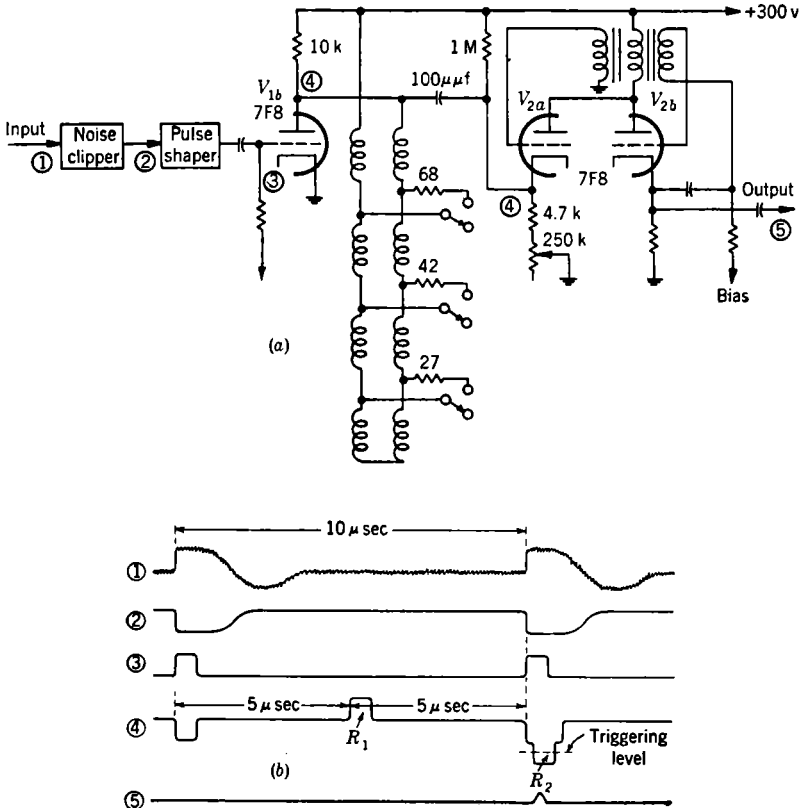 +300 v
10 k
1 M
④
V1b
7F8
100μμf
V2a
V2b
Input
①
Noise
clipper
②
Pulse
shaper
③
68
7F8
④
4.7 k
Output
⑤
250 k
42
Bias
(a)
27
10 μ sec
①
②
③
5 μ sec
5 μ sec
④
R1
Triggering
level
(b)
R2
⑤